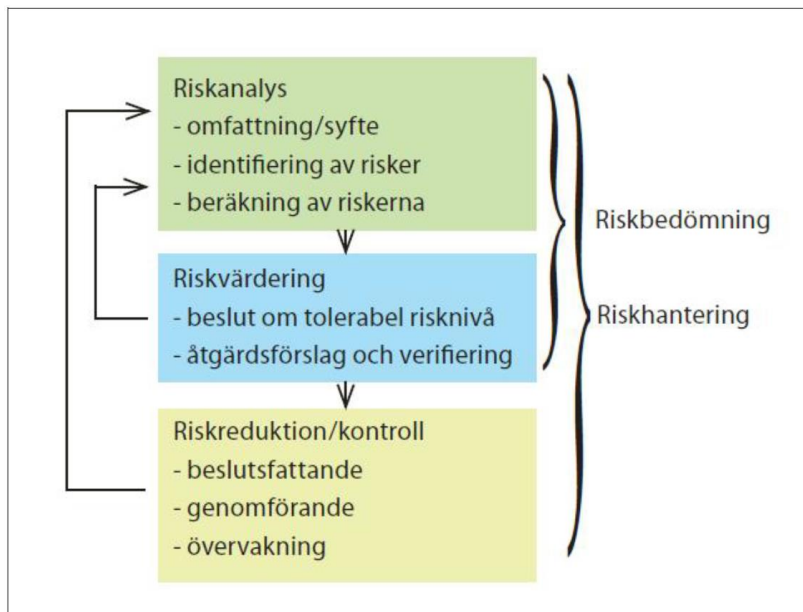 Riskanalys
- omfattning/syfte
- identifiering av risker
- beräkning av riskerna
Riskvärdering
- beslut om tolerabel risknivå
- åtgärdsförslag och verifiering
Riskreduktion/kontroll
- beslutsfattande
- genomförande
- övervakning
Riskbedömning
Riskhantering